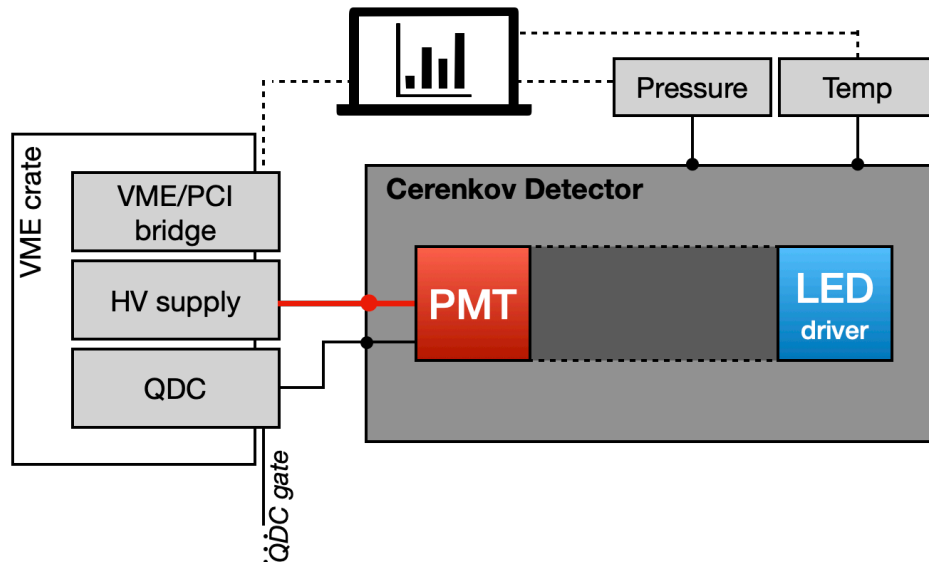 Pressure
Temp
VME crate
VME/PCI
bridge
HV supply
QDC
QDC gate
Cerenkov Detector
PMT
LED
driver